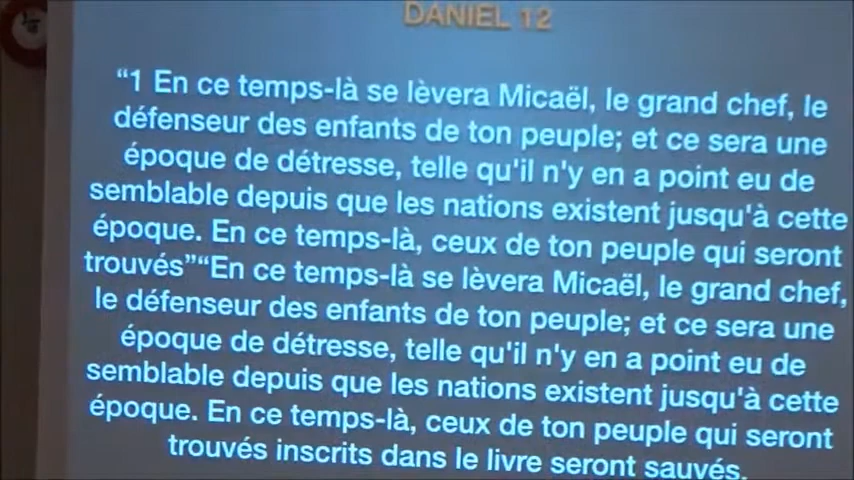 DANIEL 12
“1 En ce temps-là se lèvera Micaël, le grand chef, le
défenseur des enfants de ton peuple; et ce sera une
époque de détresse, telle qu'il n'y en a point eu de
semblable depuis que les nations existent jusqu'à cette
époque. En ce temps-là, ceux de ton peuple qui seront
trouvés”“En ce temps-là se lèvera Micaël, le grand chef,
le défenseur des enfants de ton peuple; et ce sera une
époque de détresse, telle qu'il n'y en a point eu de
semblable depuis que les nations existent jusqu'à cette
époque. En ce temps-là, ceux de ton peuple qui seront
trouvés inscrits dans le livre seront sauvés.